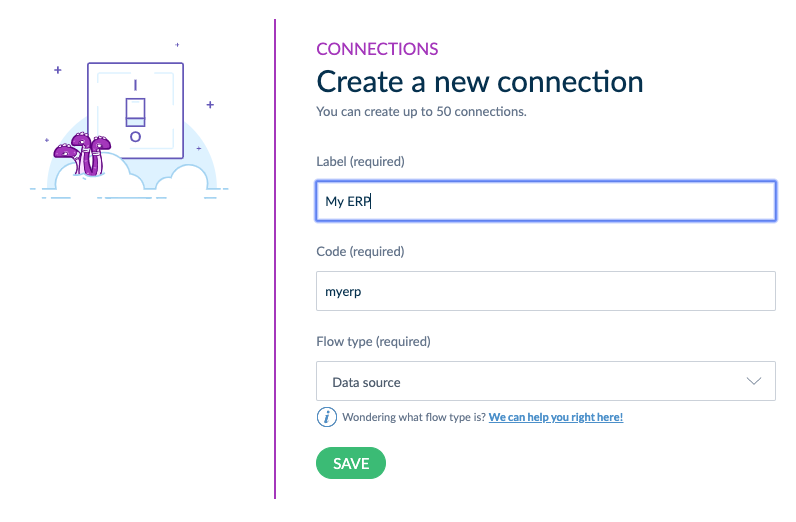 CONNECTIONS
Create a new connection
You can create up to 50 connections.
Label (required)
My ERP
Code (required)
myerp
Flow type (required)
Data source
Wondering what flow type is? We can help you right here!
SAVE